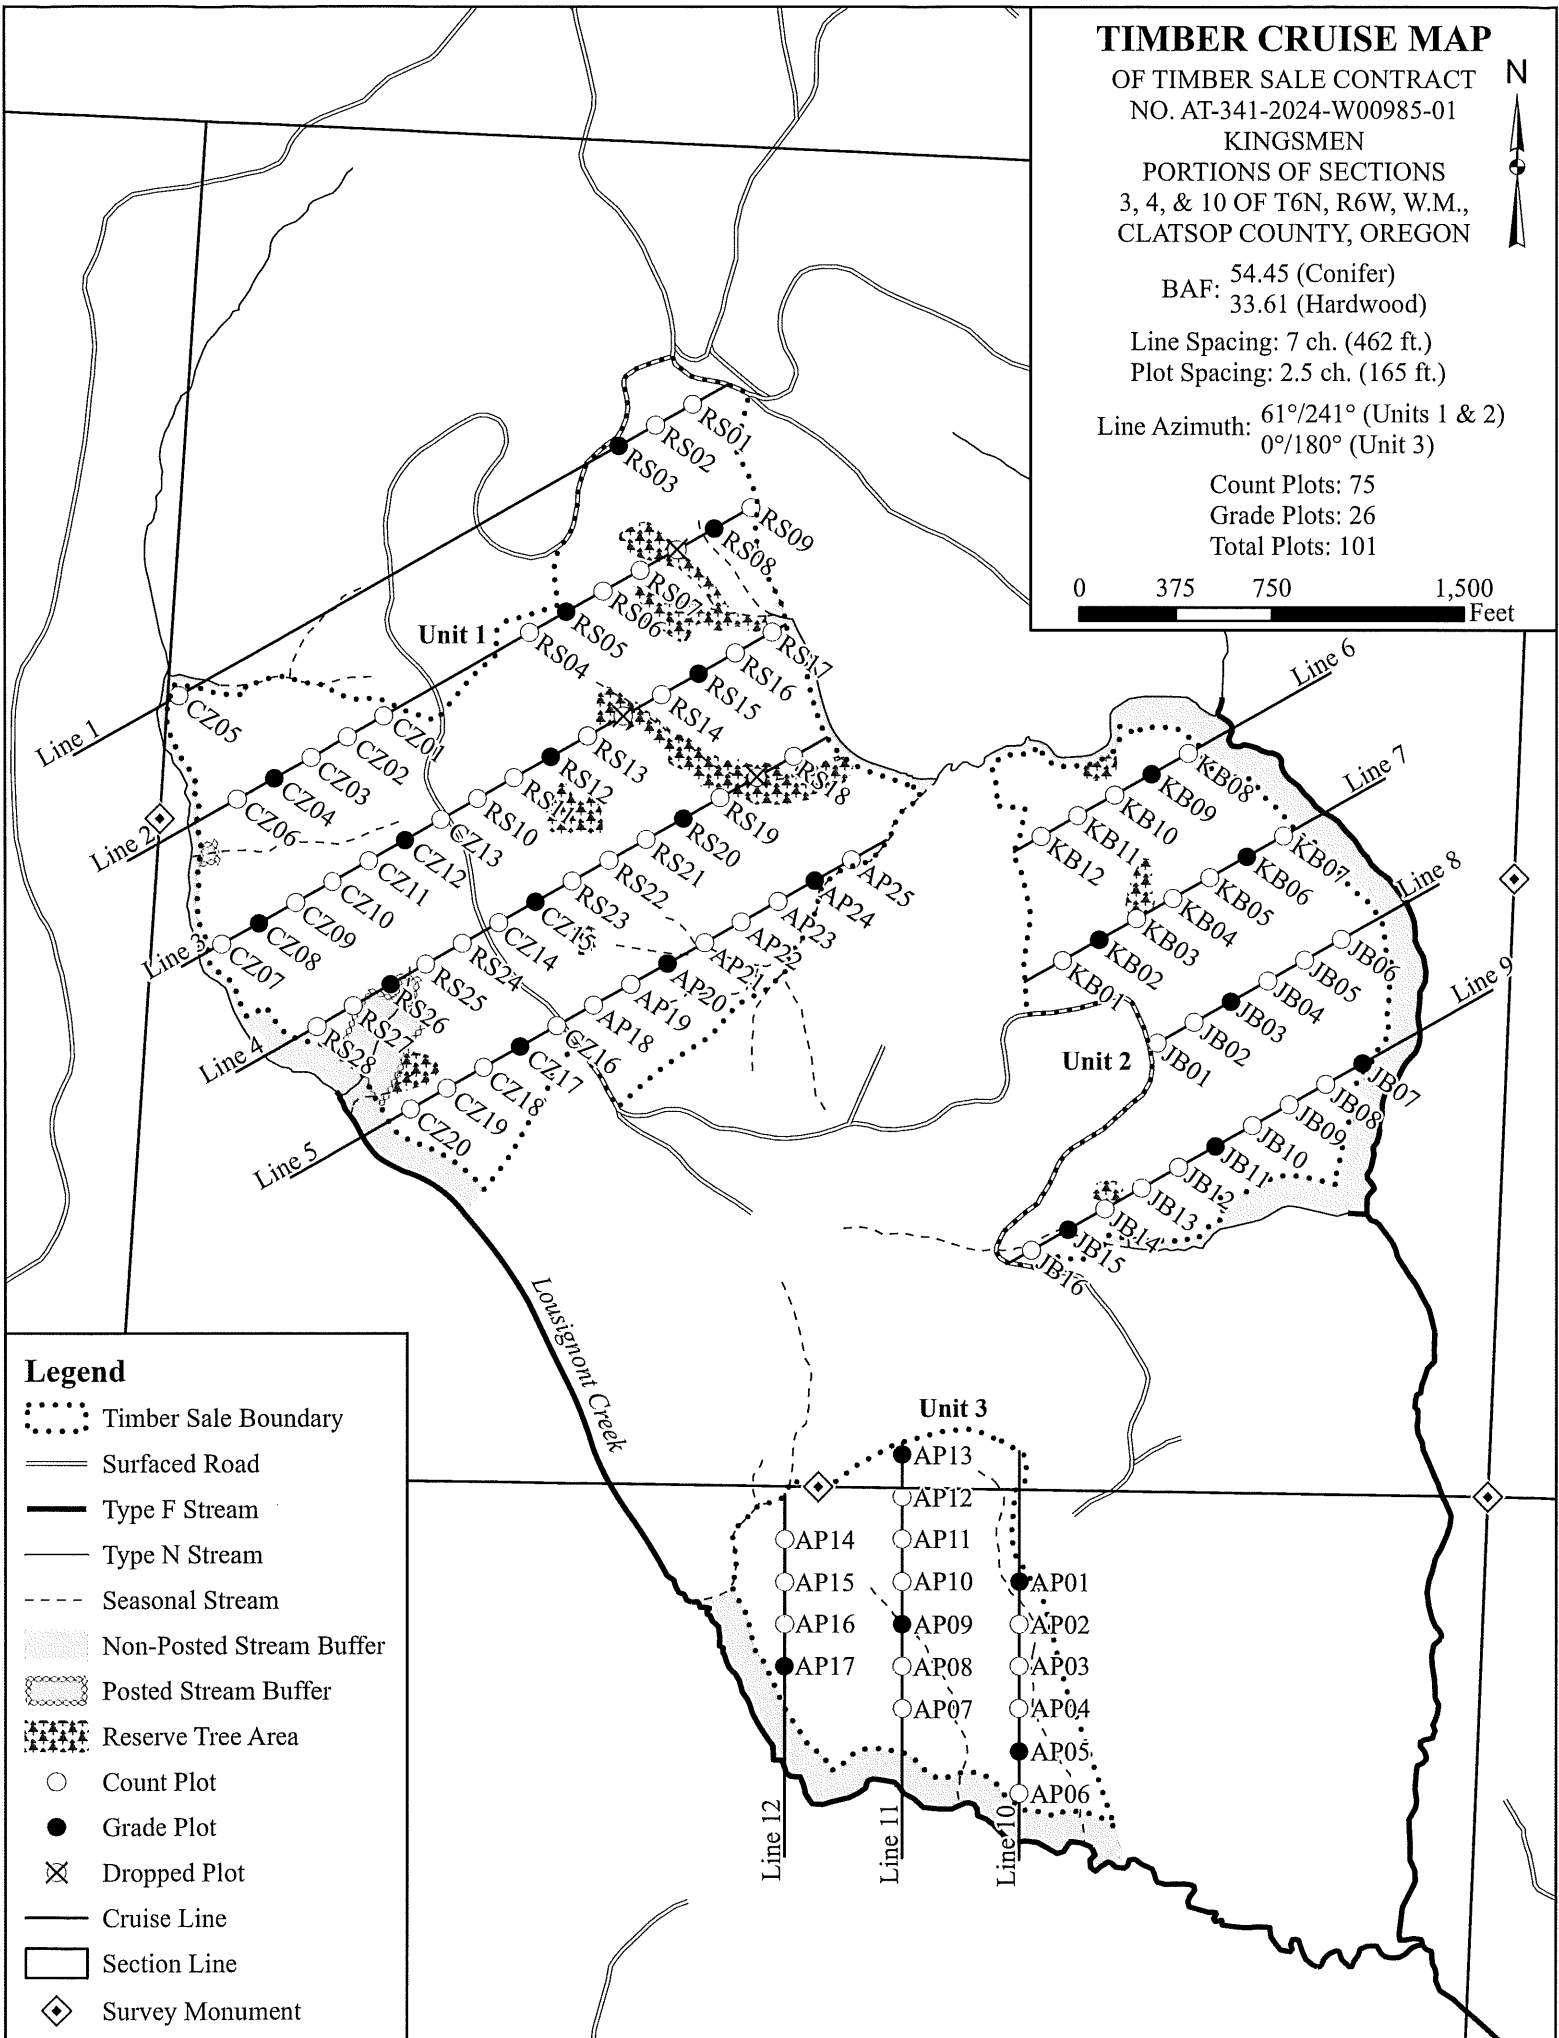 TIMBER CRUISE MAP
OF TIMBER SALE CONTRACT
NO. AT-341-2024-W00985-01
KINGSMEN
PORTIONS OF SECTIONS
3, 4, & 10 OF T6N, R6W, W.M.,
CLATSOP COUNTY, OREGON
N
BAF: 54.45 (Conifer)
33.61 (Hardwood)
Line Spacing: 7 ch. (462 ft.)
Plot Spacing: 2.5 ch. (165 ft.)
Line Azimuth: 61°/241° (Units 1 & 2)
0°/180° (Unit 3)
Count Plots: 75
Grade Plots: 26
Total Plots: 101
0 375 750 1,500
Feet
RS01
RS02
RS03
RS09
RS08
RS07
RS06
RS05
RS04
Unit 1
RS17
RS16
RS15
RS14
RS13
RS12
RS11
RS10
CZ05
CZ01
CZ02
CZ03
CZ04
CZ06
Line 1
Line 2
CZ13
CZ12
CZ11
CZ10
CZ09
CZ08
CZ07
Line 3
RS18
RS19
RS20
RS21
RS22
RS23
CZ15
CZ14
RS24
RS25
RS26
RS27
RS28
Line 4
AP25
AP24
AP23
AP22
AP21
AP20
AP19
AP18
CZ16
CZ17
CZ18
CZ19
CZ20
Line 5
Line 6
KB08
KB09
KB10
KB11
KB12
Line 7
KB07
KB06
KB05
KB04
KB03
KB02
KB01
Line 8
JB06
JB05
JB04
JB03
JB02
JB01
Unit 2
Line 9
JB07
JB08
JB09
JB10
JB11
JB12
JB13
JB14
JB15
JB16
Lousignont Creek
Unit 3
AP13
AP12
AP14
AP11
AP15
AP10
AP01
AP16
AP09
AP02
AP17
AP08
AP03
AP07
AP04
AP05
AP06
Line 12
Line 11
Line 10
Legend
Timber Sale Boundary
Surfaced Road
Type F Stream
Type N Stream
Seasonal Stream
Non-Posted Stream Buffer
Posted Stream Buffer
Reserve Tree Area
Count Plot
Grade Plot
Dropped Plot
Cruise Line
Section Line
Survey Monument